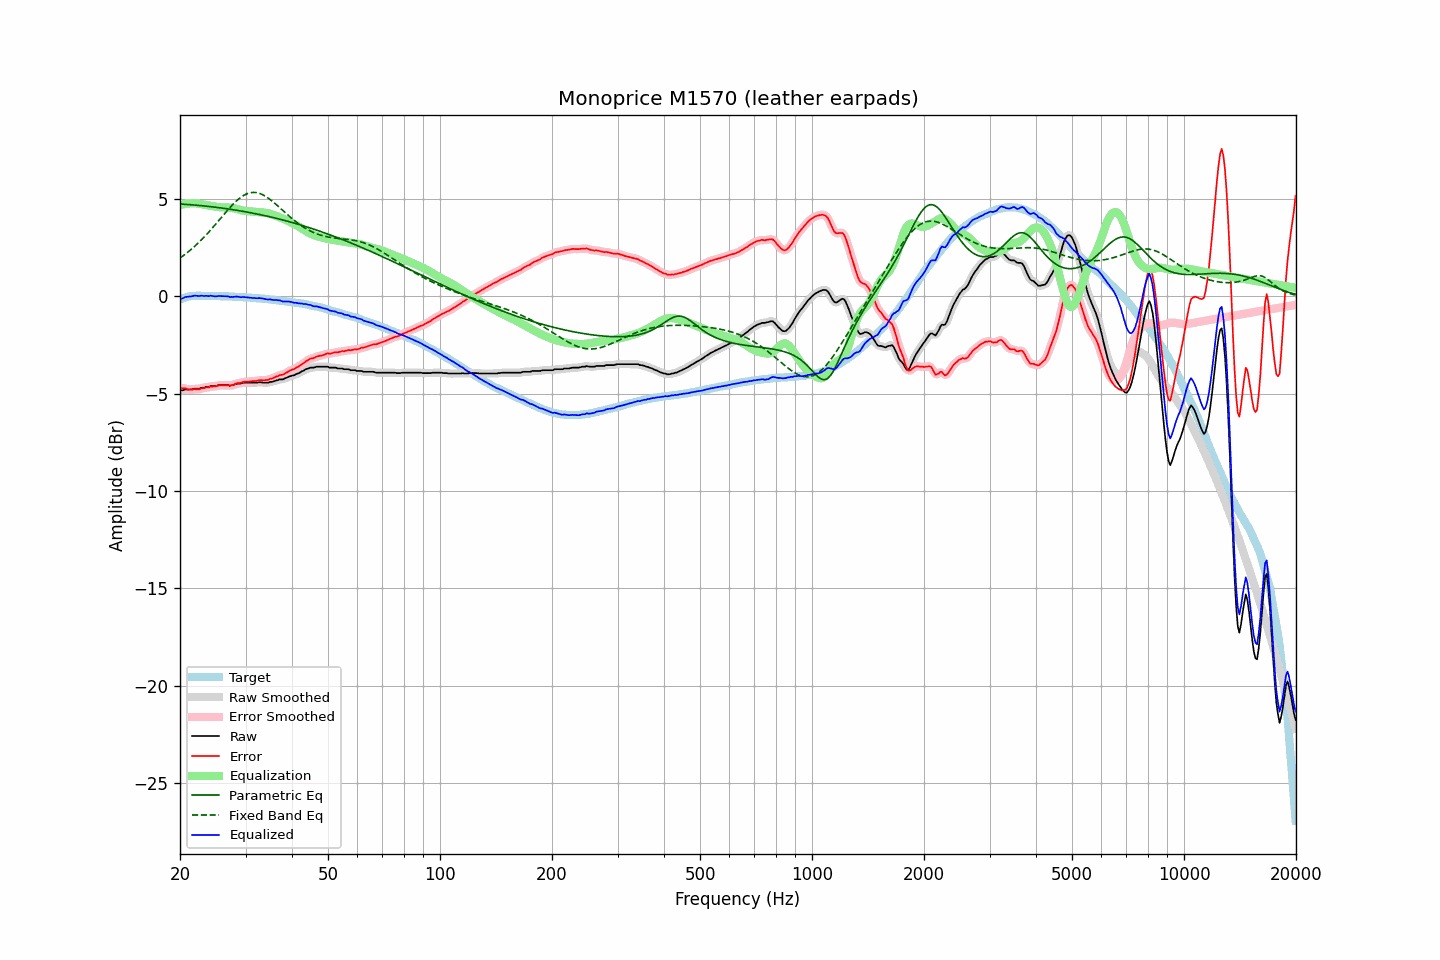 Monoprice M1570 (leather earpads)
5
0
−5
−10
−15
−20
−25
Amplitude (dBr)
Target
Raw Smoothed
Error Smoothed
Raw
Error
Equalization
Parametric Eq
Fixed Band Eq
Equalized
20 50 100 200 500 1000 2000 5000 10000 20000
Frequency (Hz)